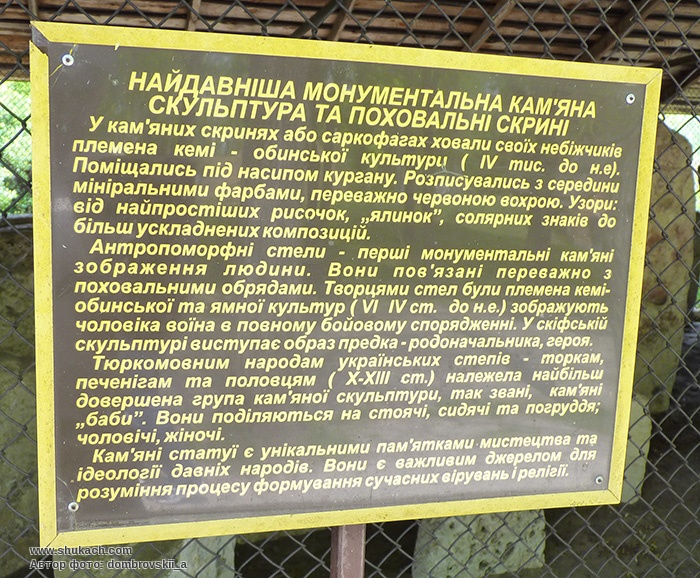 НАЙДАВНІША МОНУМЕНТАЛЬНА КАМ'ЯНА
СКУЛЬПТУРА ТА ПОХОВАЛЬНІ СКРИНІ
У кам'яних скринях або саркофагах ховали своїх небіжчиків
племена кемі - обинської культури ( IV тис. до н.е).
Поміщались під насипом кургану. Розписувались з середини
мініральними фарбами, переважно червоною вохрою. Узори:
від найпростіших рисочок, „ялинок", солярних знаків до
більш ускладнених композицій.
Антропоморфні стели - перші монументальні кам'яні
зображення людини. Вони пов'язані переважно з
поховальними обрядами. Творцями стел були племена кемі-
обинської та ямної культур ( VI IV ст. до н.е.) зображують
чоловіка воїна в повному бойовому спорядженні. У скіфській
скульптурі виступає образ предка - родоначальника, героя.
Тюркомовним народам українських степів - торкам,
печенігам та половцям ( X-XIII ст.) належела найбільш
довершена група кам'яної скульптури, так звані, кам'яні
„баби". Вони поділяються на стоячі, сидячі та погруддя;
чоловічі, жіночі.
Кам'яні статуї є унікальними пам'ятками мистецтва та
ідеології давніх народів. Вони є важливим джерелом для
розуміння процесу формування сучасних вірувань і релігії.
www.shukach.com
Автор фото: dombrovskii_a